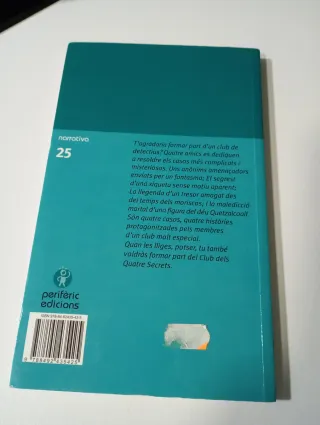 narrativa
25
T'agradaria formar part d'un club de
detectius? Quatre amics es dediquen
a resoldre els casos més complicats i
misteriosos. Uns anònims amenaçadors
enviats per un fantasma. El segrest
d'una xiqueta sense motiu aparent;
La llegenda d'un tresor amagat des
del temps dels moriscos, i la maledicció
mortal d'una figura del déu Quetzalcoatl
Són quatre casos, quatre històries
protagonitzades pels membres
d'un club molt especial.
Quan les lliges, potser, tu també
voldràs formar part del Club dels
Quatre Secrets.
perifèric
edicions